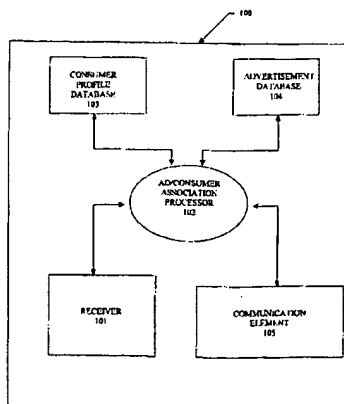 100
CONSUMER
PROFILE
DATABASE
103
ADVERTISEMENT
DATABASE
104
AD/CONSUMER
ASSOCIATION
PROCESSOR
102
RECEIVER
101
COMMUNICATION
ELEMENT
105